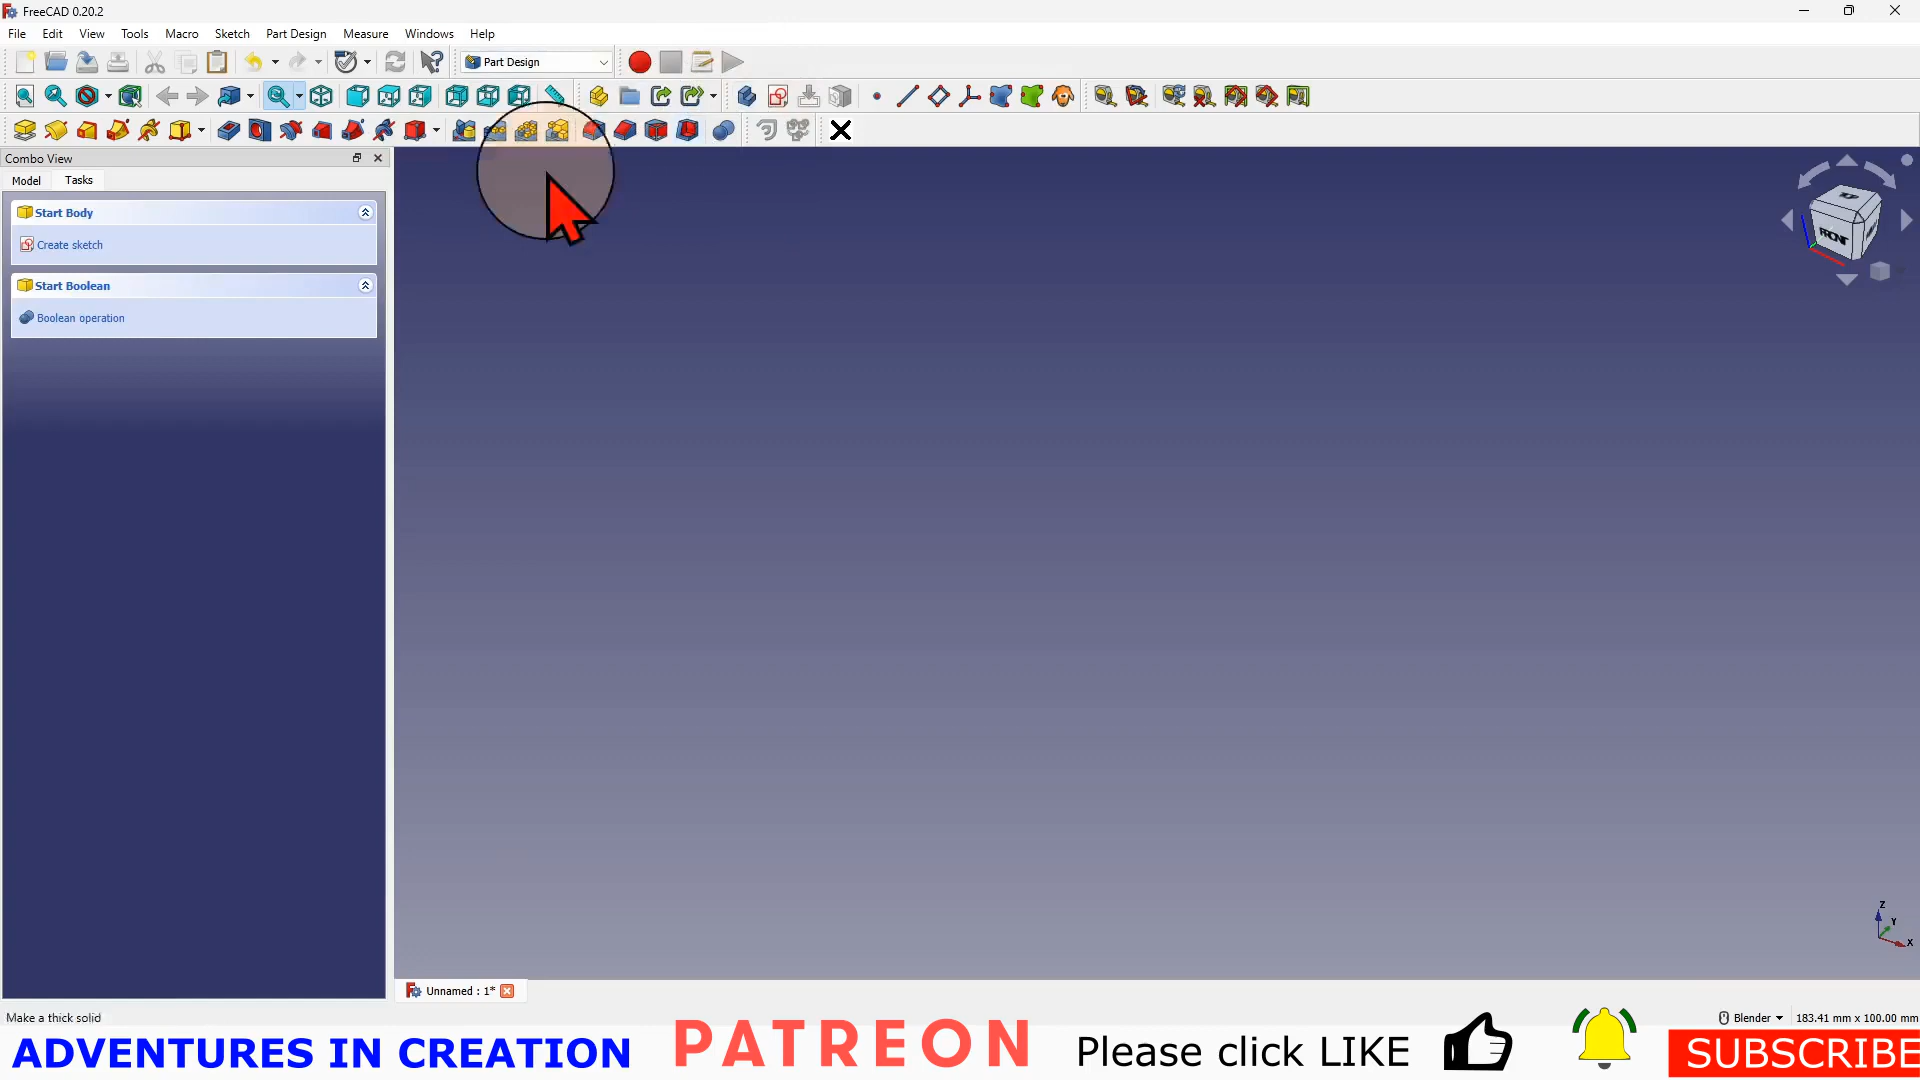 FreeCAD 0.20.2
File Edit View Tools Macro Sketch Part Design Measure Windows Help
Part Design
Combo View
Model Tasks
Start Body
Create sketch
Start Boolean
Boolean operation
FRONT
Z
Y
X
Unnamed : 1*
Make a thick solid
Blender 183.41 mm x 100.00 mm
ADVENTURES IN CREATION PATREON Please click LIKE SUBSCRIBE